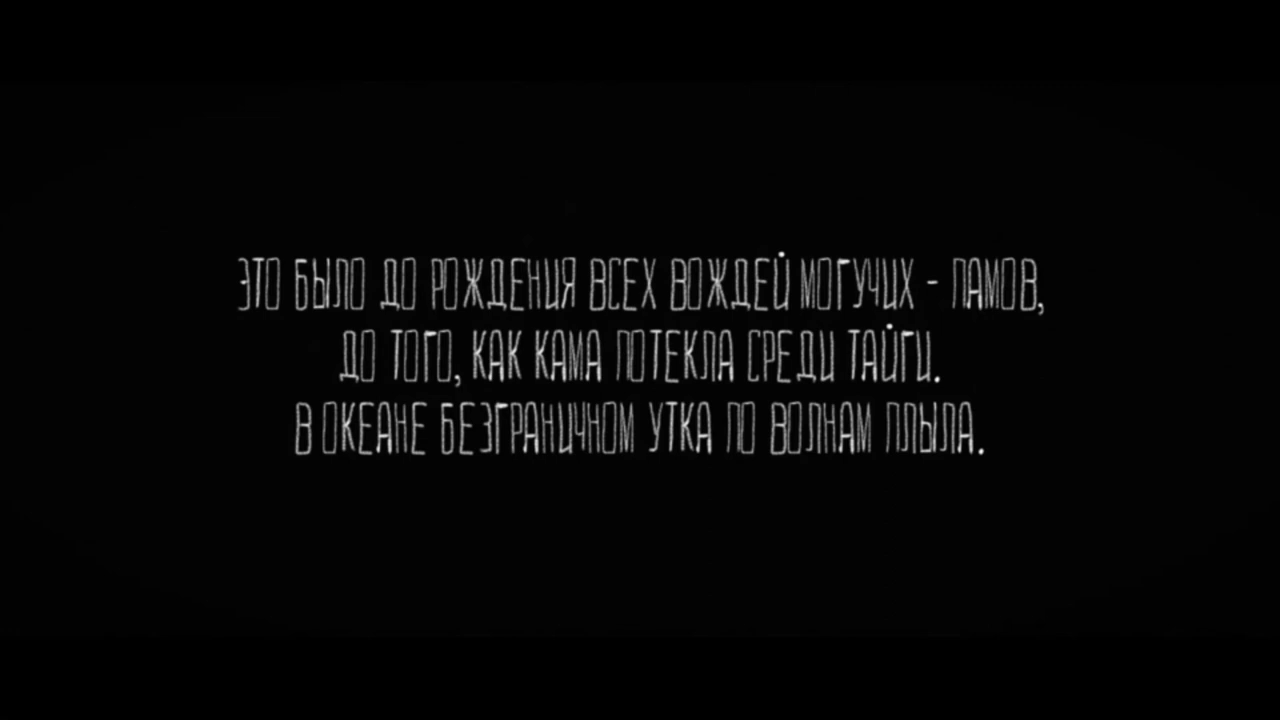 ЭТО БЫЛО ДО РОЖДЕНИЯ ВСЕХ ВОЖДЕЙ МОГУЧИХ - ПАМОВ,
ДО ТОГО, КАК КАМА ПОТЕКЛА СРЕДИ ТАЙГИ.
В ОКЕАНЕ БЕЗГРАНИЧНОМ УТКА ПО ВОЛНАМ ПЛЫЛА.